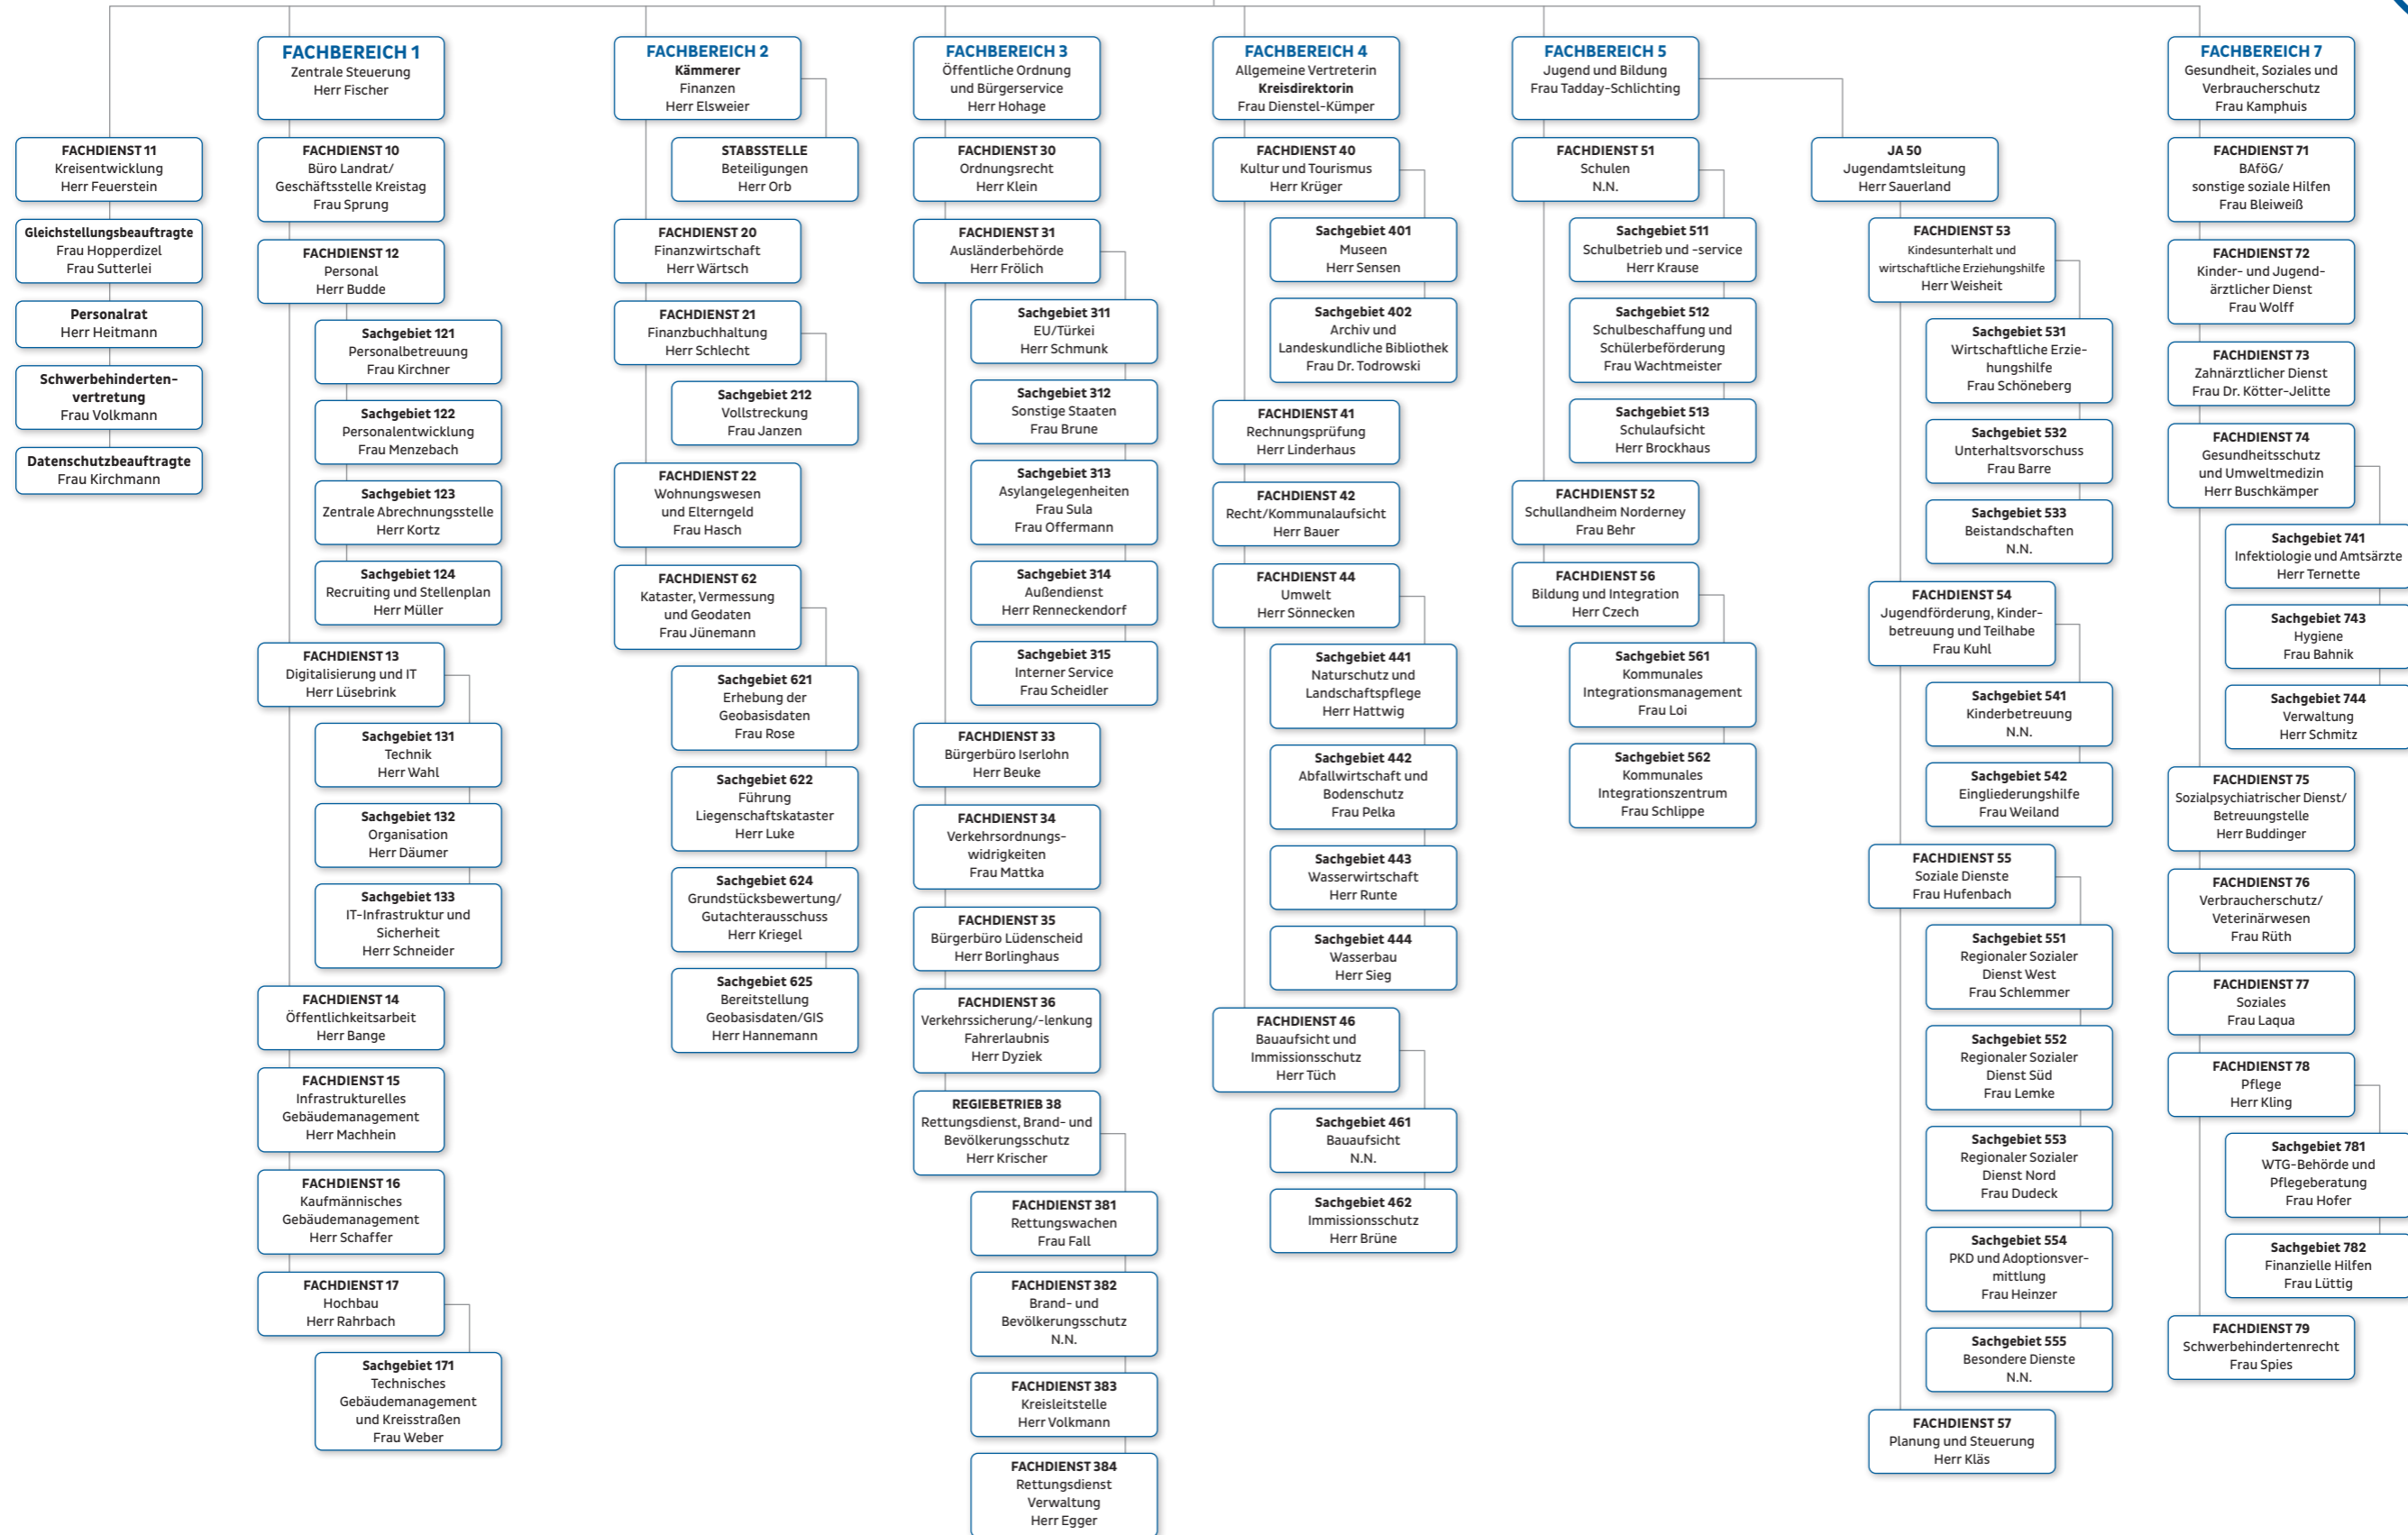 FACHDIENST 11
Kreisentwicklung
Herr Feuerstein
Gleichstellungsbeauftragte
Frau Hopperdizel
Frau Sutterlei
Personalrat
Herr Heitmann
Schwerbehinderten-
vertretung
Frau Volkmann
Datenschutzbeauftragte
Frau Kirchmann
FACHBEREICH 1
Zentrale Steuerung
Herr Fischer
FACHDIENST 10
Büro Landrat/
Geschäftsstelle Kreistag
Frau Sprung
FACHDIENST 12
Personal
Herr Budde
Sachgebiet 121
Personalbetreuung
Frau Kirchner
Sachgebiet 122
Personalentwicklung
Frau Menzebach
Sachgebiet 123
Zentrale Abrechnungsstelle
Herr Kortz
Sachgebiet 124
Recruiting und Stellenplan
Herr Müller
FACHDIENST 13
Digitalisierung und IT
Herr Lüsebrink
Sachgebiet 131
Technik
Herr Wahl
Sachgebiet 132
Organisation
Herr Däumer
Sachgebiet 133
IT-Infrastruktur und
Sicherheit
Herr Schneider
FACHDIENST 14
Öffentlichkeitsarbeit
Herr Bange
FACHDIENST 15
Infrastrukturelles
Gebäudemanagement
Herr Machhein
FACHDIENST 16
Kaufmännisches
Gebäudemanagement
Herr Schaffer
FACHDIENST 17
Hochbau
Herr Rahrbach
Sachgebiet 171
Technisches
Gebäudemanagement
und Kreisstraßen
Frau Weber
FACHBEREICH 2
Kämmerer
Finanzen
Herr Elsweier
STABSSTELLE
Beteiligungen
Herr Orb
FACHDIENST 20
Finanzwirtschaft
Herr Wärtsch
FACHDIENST 21
Finanzbuchhaltung
Herr Schlecht
Sachgebiet 212
Vollstreckung
Frau Janzen
FACHDIENST 22
Wohnungswesen
und Elterngeld
Frau Hasch
FACHDIENST 62
Kataster, Vermessung
und Geodaten
Frau Jünemann
Sachgebiet 621
Erhebung der
Geobasisdaten
Frau Rose
Sachgebiet 622
Führung
Liegenschaftskataster
Herr Luke
Sachgebiet 624
Grundstücksbewertung/
Gutachterausschuss
Herr Kriegel
Sachgebiet 625
Bereitstellung
Geobasisdaten/GIS
Herr Hannemann
FACHBEREICH 3
Öffentliche Ordnung
und Bürgerservice
Herr Hohage
FACHDIENST 30
Ordnungsrecht
Herr Klein
FACHDIENST 31
Ausländerbehörde
Herr Frölich
Sachgebiet 311
EU/Türkei
Herr Schmunk
Sachgebiet 312
Sonstige Staaten
Frau Brune
Sachgebiet 313
Asylangelegenheiten
Frau Sula
Frau Offermann
Sachgebiet 314
Außendienst
Herr Renneckendorf
Sachgebiet 315
Interner Service
Frau Scheidler
FACHDIENST 33
Bürgerbüro Iserlohn
Herr Beuke
FACHDIENST 34
Verkehrsordnungs-
widrigkeiten
Frau Mattka
FACHDIENST 35
Bürgerbüro Lüdenscheid
Herr Borlinghaus
FACHDIENST 36
Verkehrssicherung/-lenkung
Fahrerlaubnis
Herr Dyziek
REGIEBETRIEB 38
Rettungsdienst, Brand- und
Bevölkerungsschutz
Herr Krischer
FACHDIENST 381
Rettungswachen
Frau Fall
FACHDIENST 382
Brand- und
Bevölkerungsschutz
N.N.
FACHDIENST 383
Kreisleitstelle
Herr Volkmann
FACHDIENST 384
Rettungsdienst
Verwaltung
Herr Egger
FACHBEREICH 4
Allgemeine Vertreterin
Kreisdirektorin
Frau Dienstel-Kümper
FACHDIENST 40
Kultur und Tourismus
Herr Krüger
Sachgebiet 401
Museen
Herr Sensen
Sachgebiet 402
Archiv und
Landeskundliche Bibliothek
Frau Dr. Todrowski
FACHDIENST 41
Rechnungsprüfung
Herr Linderhaus
FACHDIENST 42
Recht/Kommunalaufsicht
Herr Bauer
FACHDIENST 44
Umwelt
Herr Sönnecken
Sachgebiet 441
Naturschutz und
Landschaftspflege
Herr Hattwig
Sachgebiet 442
Abfallwirtschaft und
Bodenschutz
Frau Pelka
Sachgebiet 443
Wasserwirtschaft
Herr Runte
Sachgebiet 444
Wasserbau
Herr Sieg
FACHDIENST 46
Bauaufsicht und
Immissionsschutz
Herr Tüch
Sachgebiet 461
Bauaufsicht
N.N.
Sachgebiet 462
Immissionsschutz
Herr Brüne
FACHBEREICH 5
Jugend und Bildung
Frau Tadday-Schlichting
FACHDIENST 51
Schulen
N.N.
Sachgebiet 511
Schulbetrieb und -service
Herr Krause
Sachgebiet 512
Schulbeschaffung und
Schülerbeförderung
Frau Wachtmeister
Sachgebiet 513
Schulaufsicht
Herr Brockhaus
FACHDIENST 52
Schullandheim Norderney
Frau Behr
FACHDIENST 56
Bildung und Integration
Herr Czech
Sachgebiet 561
Kommunales
Integrationsmanagement
Frau Loi
Sachgebiet 562
Kommunales
Integrationszentrum
Frau Schlippe
JA 50
Jugendamtsleitung
Herr Sauerland
FACHDIENST 53
Kindesunterhalt und
wirtschaftliche Erziehungshilfe
Herr Weisheit
Sachgebiet 531
Wirtschaftliche Erzie-
hungshilfe
Frau Schöneberg
Sachgebiet 532
Unterhaltsvorschuss
Frau Barre
Sachgebiet 533
Beistandschaften
N.N.
FACHDIENST 54
Jugendförderung, Kinder-
betreuung und Teilhabe
Frau Kuhl
Sachgebiet 541
Kinderbetreuung
N.N.
Sachgebiet 542
Eingliederungshilfe
Frau Weiland
FACHDIENST 55
Soziale Dienste
Frau Hufenbach
Sachgebiet 551
Regionaler Sozialer
Dienst West
Frau Schlemmer
Sachgebiet 552
Regionaler Sozialer
Dienst Süd
Frau Lemke
Sachgebiet 553
Regionaler Sozialer
Dienst Nord
Frau Dudeck
Sachgebiet 554
PKD und Adoptionsver-
mittlung
Frau Heinzer
Sachgebiet 555
Besondere Dienste
N.N.
FACHDIENST 57
Planung und Steuerung
Herr Kläs
FACHBEREICH 7
Gesundheit, Soziales und
Verbraucherschutz
Frau Kamphuis
FACHDIENST 71
BAföG/
sonstige soziale Hilfen
Frau Bleiweiß
FACHDIENST 72
Kinder- und Jugend-
ärztlicher Dienst
Frau Wolff
FACHDIENST 73
Zahnärztlicher Dienst
Frau Dr. Kötter-Jelitte
FACHDIENST 74
Gesundheitsschutz
und Umweltmedizin
Herr Buschkämper
Sachgebiet 741
Infektiologie und Amtsärzte
Herr Ternette
Sachgebiet 743
Hygiene
Frau Bahnik
Sachgebiet 744
Verwaltung
Herr Schmitz
FACHDIENST 75
Sozialpsychiatrischer Dienst/
Betreuungstelle
Herr Buddinger
FACHDIENST 76
Verbraucherschutz/
Veterinärwesen
Frau Rüth
FACHDIENST 77
Soziales
Frau Laqua
FACHDIENST 78
Pflege
Herr Kling
Sachgebiet 781
WTG-Behörde und
Pflegeberatung
Frau Hofer
Sachgebiet 782
Finanzielle Hilfen
Frau Lüttig
FACHDIENST 79
Schwerbehindertenrecht
Frau Spies